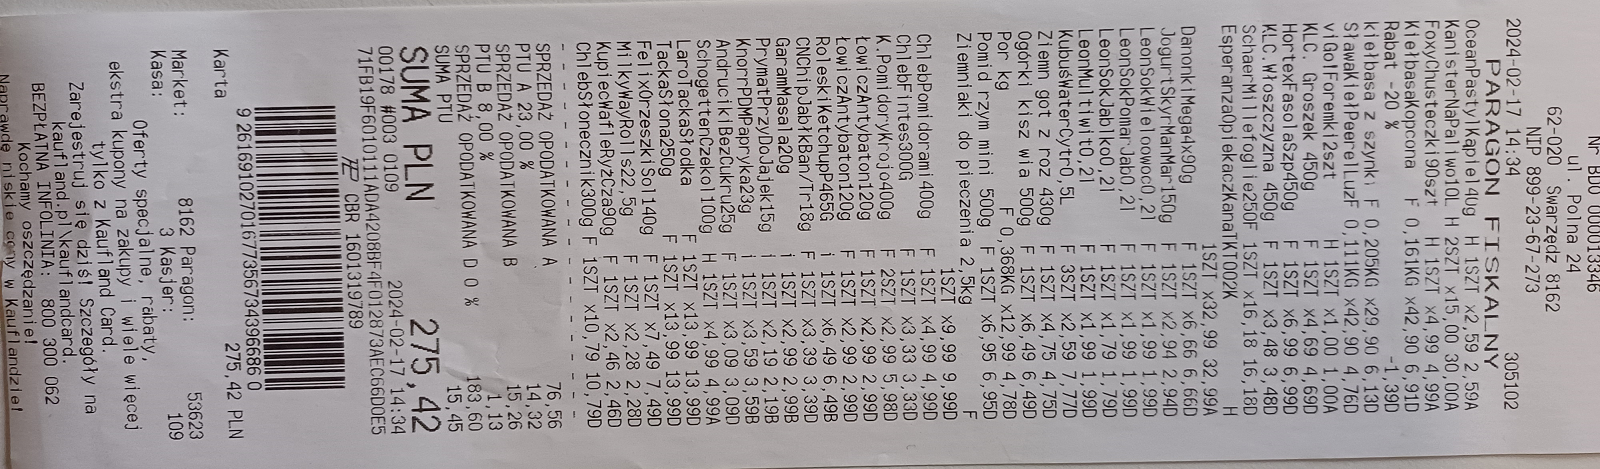 Nr BDO 000013346
ul. Polna 24
62-020 Swarzędz 8162
NIP 899-23-67-273
2024-02-17 14:34 305102
PARAGON FISKALNY
OceanPastylKąpiel40g H 1SZT x2,59 2,59A
KanisterNaPaliwo10L H 2SZT x15,00 30,00A
FoxyChusteczki90szt H 1SZT x4,99 4,99A
KiełbasaKopcona F 0,161KG x42,90 6,91D
Rabat -20 % -1,39D
kiełbasa z szynki F 0,205KG x29,90 6,13D
SławaKiałPeerelLuzF 0,111KG x42,90 4,76D
viGo!Foremki2szt H 1SZT x1,00 1,00A
KLC. Groszek 450g F 1SZT x4,69 4,69D
HortexFasolaSzp450g F 1SZT x6,99 6,99D
KLC.Włoszczyzna 450g F 1SZT x3,48 3,48D
SchaerMillefoglie250F 1SZT x16,18 16,18D
EsperanzaOpiekaczKanaTKT002K H
1SZT x32,99 32,99A
DanonkiMega4x90g F 1SZT x6,66 6,66D
JogurtSkyrManMar150g F 1SZT x2,94 2,94D
LeonSokWielowoc0,2l F 1SZT x1,99 1,99D
LeonSokPomarJab0,2l F 1SZT x1,99 1,99D
LeonSokJabłko0,2l F 1SZT x1,79 1,79D
LeonMultiwit0,2l F 1SZT x1,99 1,99D
KubuśWaterCytr0,5L F 3SZT x2,59 7,77D
Ziemn got z roz 430g F 1SZT x4,75 4,75D
Ogórki kisz wia 500g F 1SZT x6,49 6,49D
Por kg F 0,368KG x12,99 4,78D
Pomid rzym mini 500g F 1SZT x6,95 6,95D
Ziemniaki do pieczenia 2,5kg F
1SZT x9,99 9,99D
ChlebPomidorami400g F 1SZT x4,99 4,99D
ChlebFintes300G F 1SZT x3,33 3,33D
K.PomidoryKrojo400g F 2SZT x2,99 5,98D
ŁowiczAntybaton120g F 1SZT x2,99 2,99D
ŁowiczAntybaton120g F 1SZT x2,99 2,99D
RoleskiKetchupP465G i 1SZT x6,49 6,49B
CNChipJabłkBan/Tr18g F 1SZT x3,39 3,39D
GaramMasala20g i 1SZT x2,99 2,99B
PrymatPrzyDoJajek15g i 1SZT x2,19 2,19B
KnorrPDMPapryka23g i 1SZT x3,59 3,59B
AndrucikiBezCukru25g F 1SZT x3,09 3,09D
SchogettenCzekol100g H 1SZT x4,99 4,99A
LaroTackaSłodka F 1SZT x13,99 13,99D
TackaSłona250g F 1SZT x13,99 13,99D
FelixOrzeszkiSol140g F 1SZT x7,49 7,49D
MilkyWayRolls22,5g F 1SZT x2,28 2,28D
KupiecWafleRyżCza90g F 1SZT x2,46 2,46D
ChlebSłonecznik300g F 1SZT x10,79 10,79D
SPRZEDAŻ OPODATKOWANA A 76,56
PTU A 23,00 % 14,32
SPRZEDAŻ OPODATKOWANA B 15,26
PTU B 8,00 % 1,13
SPRZEDAŻ OPODATKOWANA D 0 % 183,60
SUMA PTU 15,45
SUMA PLN 275,42
00178 #003 0109 2024-02-17 14:34
71FB19F601011ADA4208BF4F012873AEC66D0EE5
CBR 1601319789
9 261691027016773567343966860
Karta 275,42 PLN
Market: 8162 Paragon: 53623
Kasa: 3 Kasjer: 109
Oferty specjalne, rabaty,
ekstra kupony na zakupy i wiele więcej
tylko z Kaufland Card.
Zarejestruj się dziś! Szczegóły na
kaufland.pl\kauflandcard.
BEZPŁATNA INFOLINIA: 800 300 062
Kochamy oszczędzanie!
Naprawdę niskie ceny w Kauflandzie!